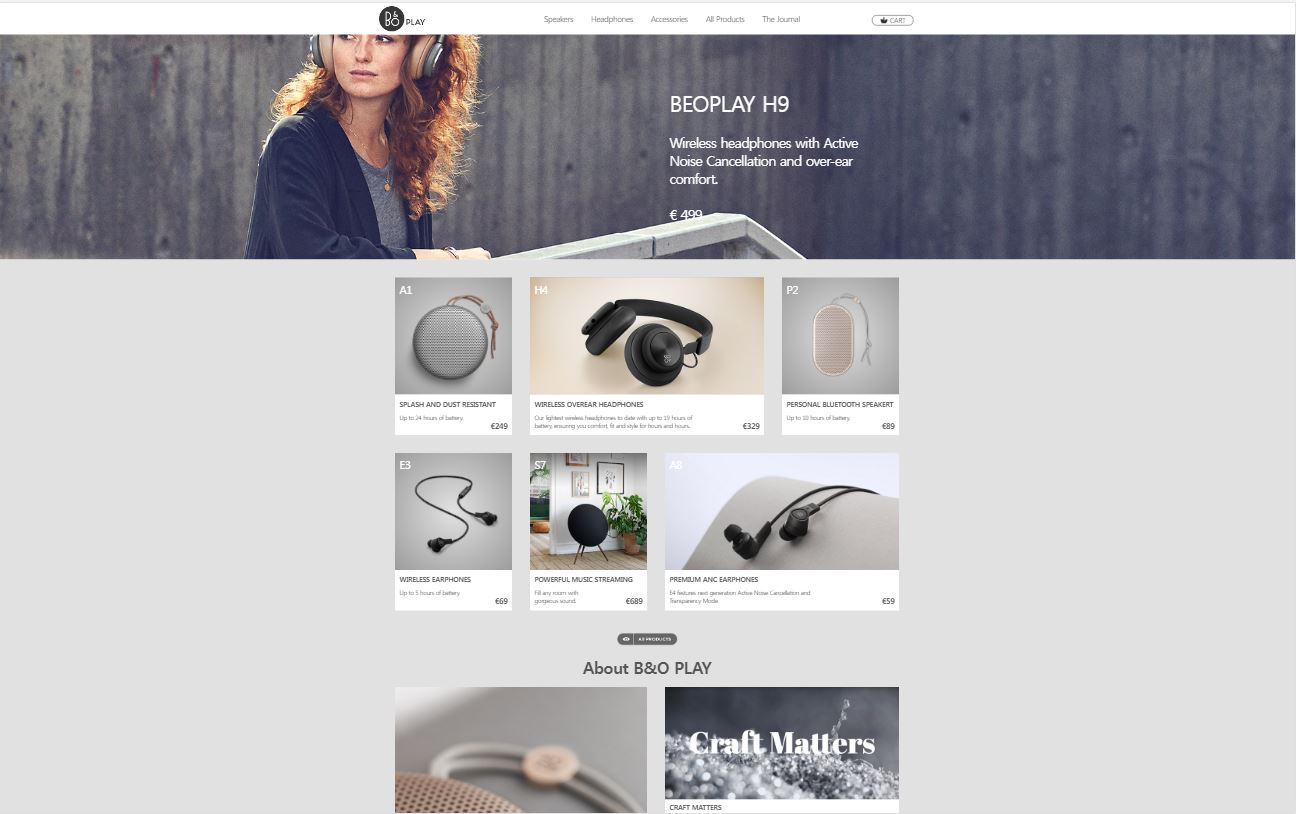 B&O PLAY
Speakers
Headphones
Accessories
All Products
The Journal
CART
BEOPLAY H9
Wireless headphones with Active
Noise Cancellation and over-ear
comfort.
€ 499
A1
H4
P2
SPLASH AND DUST RESISTANT
Up to 24 hours of battery.
€249
WIRELESS OVEREAR HEADPHONES
Our lightest wireless headphones to date with up to 19 hours of
battery, ensuring you comfort, fit and style for hours and hours.
€329
PERSONAL BLUETOOTH SPEAKERT
Up to 10 hours of battery.
€89
E3
S7
A8
WIRELESS EARPHONES
Up to 5 hours of battery
€69
POWERFUL MUSIC STREAMING
Fill any room with
gorgeous sound.
€689
PREMIUM ANC EARPHONES
E4 features next generation Active Noise Cancellation and
Transparency Mode
€59
All PRODUCTS
About B&O PLAY
Craft Matters
CRAFT MATTERS